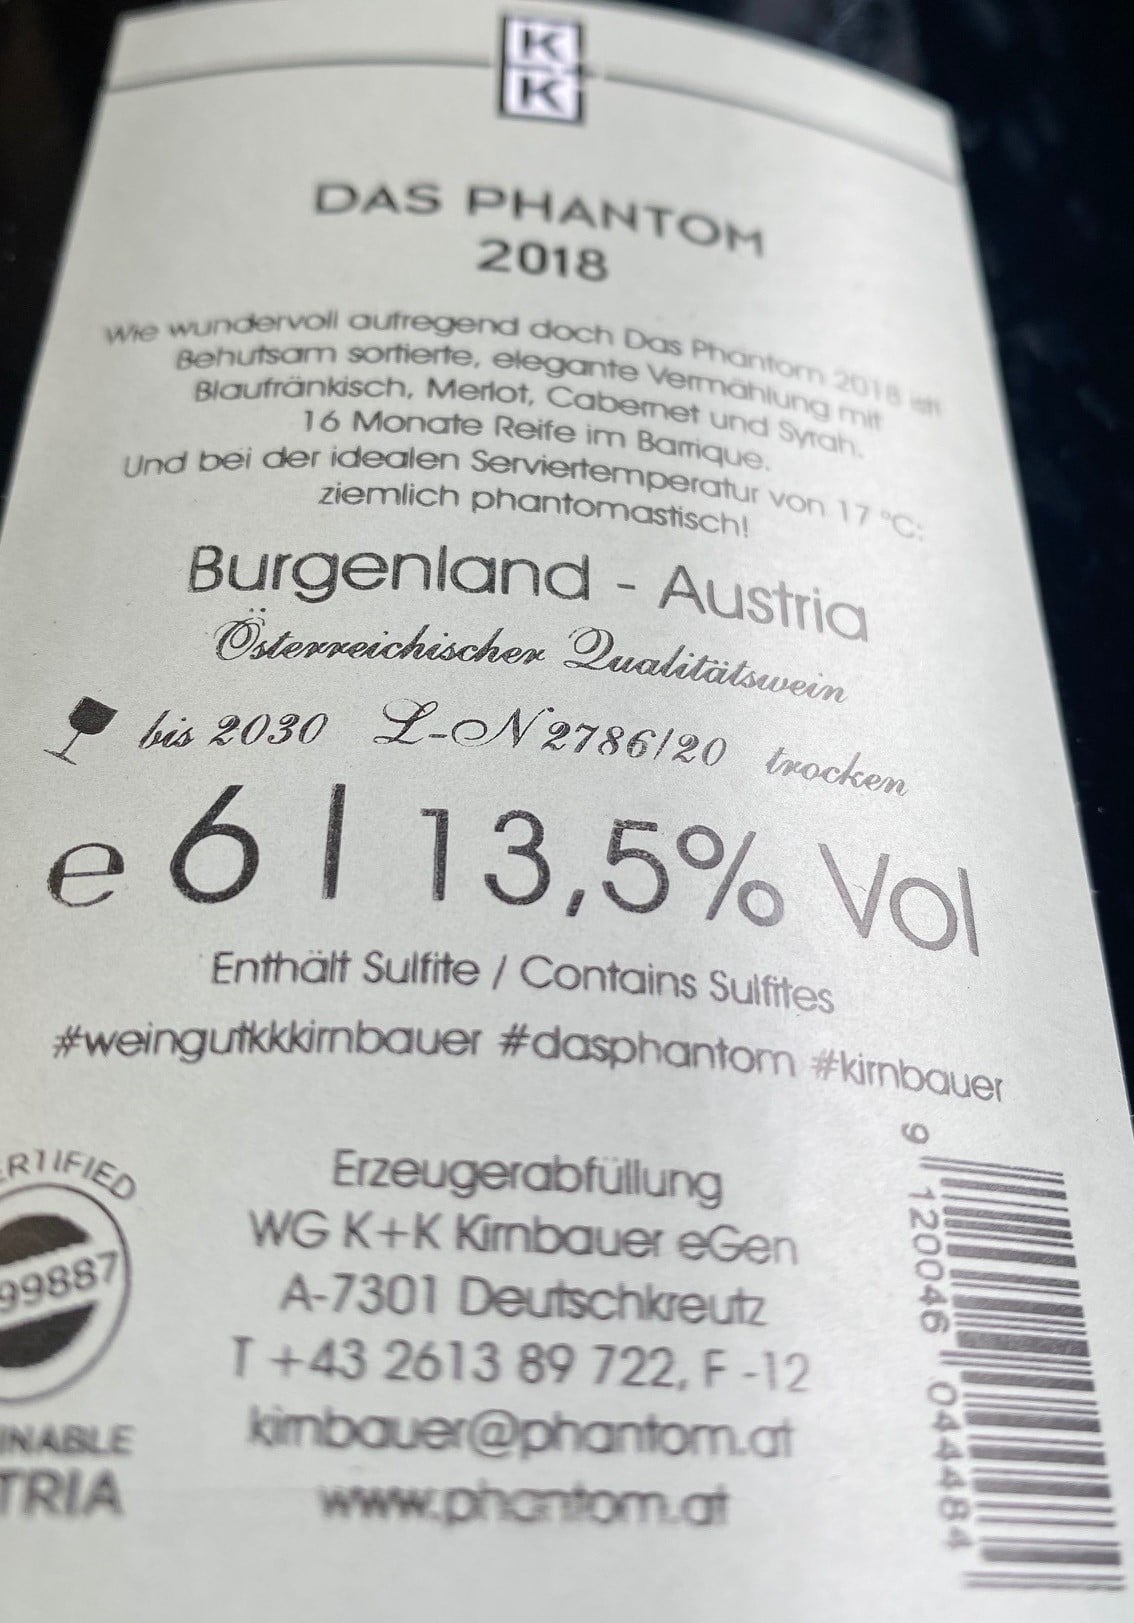 K
K
DAS PHANTOM
2018
Wie wundervoll aufregend doch Das Phantom 2018 ist!
Behutsam sortierte, elegante Vermählung mit
Blaufränkisch, Merlot, Cabernet und Syrah.
16 Monate Reife im Barrique.
Und bei der idealen Serviertemperatur von 17 °C:
ziemlich phantomastisch!
Burgenland - Austria
Österreichischer Qualitätswein
bis 2030 L-N 2786/20 trocken
e 6 l 13,5% Vol
Enthält Sulfite / Contains Sulfites
#weingutkkkirnbauer #dasphantom #kirnbauer
ERTIFIED
99887
INABLE
TRIA
Erzeugerabfüllung
WG K+K Kirnbauer eGen
A-7301 Deutschkreutz
T +43 2613 89 722, F -12
kirnbauer@phantom.at
www.phantom.at
9 120046 044484